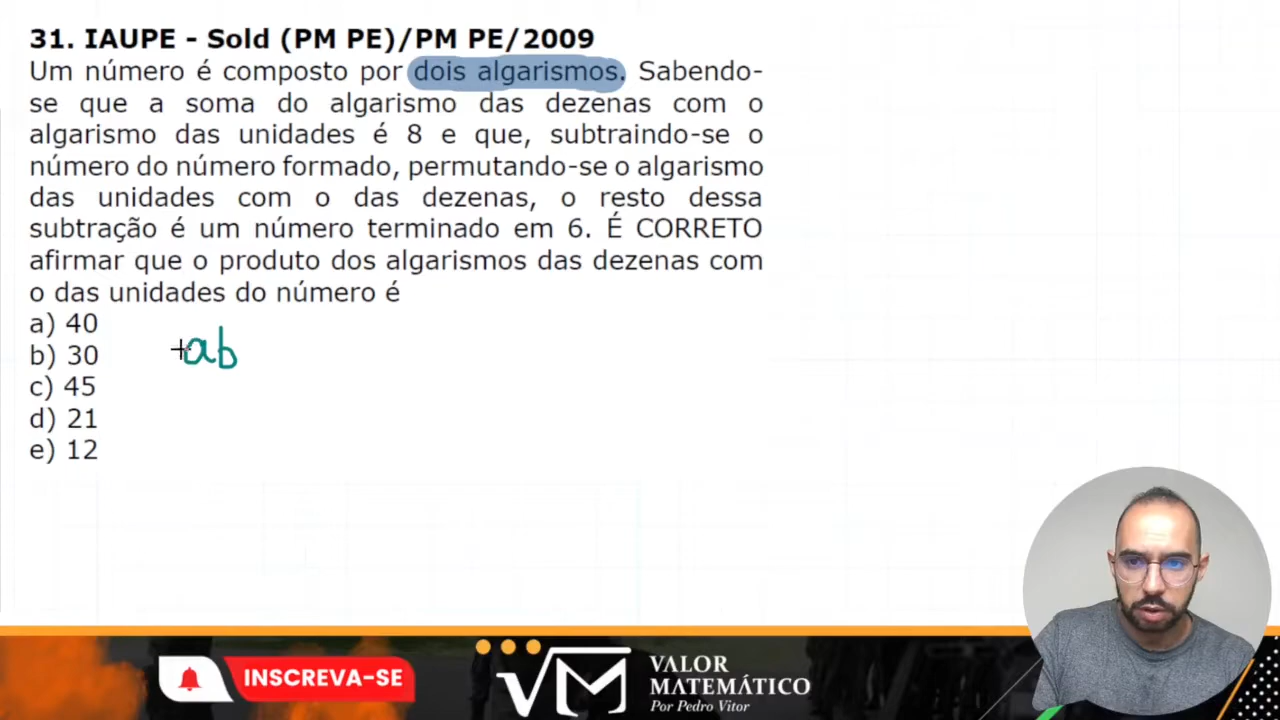 31. IAUPE - Sold (PM PE)/PM PE/2009
Um número é composto por dois algarismos. Sabendo-
se que a soma do algarismo das dezenas com o
algarismo das unidades é 8 e que, subtraindo-se o
número do número formado, permutando-se o algarismo
das unidades com o das dezenas, o resto dessa
subtração é um número terminado em 6. É CORRETO
afirmar que o produto dos algarismos das dezenas com
o das unidades do número é
a) 40
b) 30
c) 45
d) 21
e) 12
ab
INSCREVA-SE
VM
VALOR
MATEMÁTICO
Por Pedro Vitor